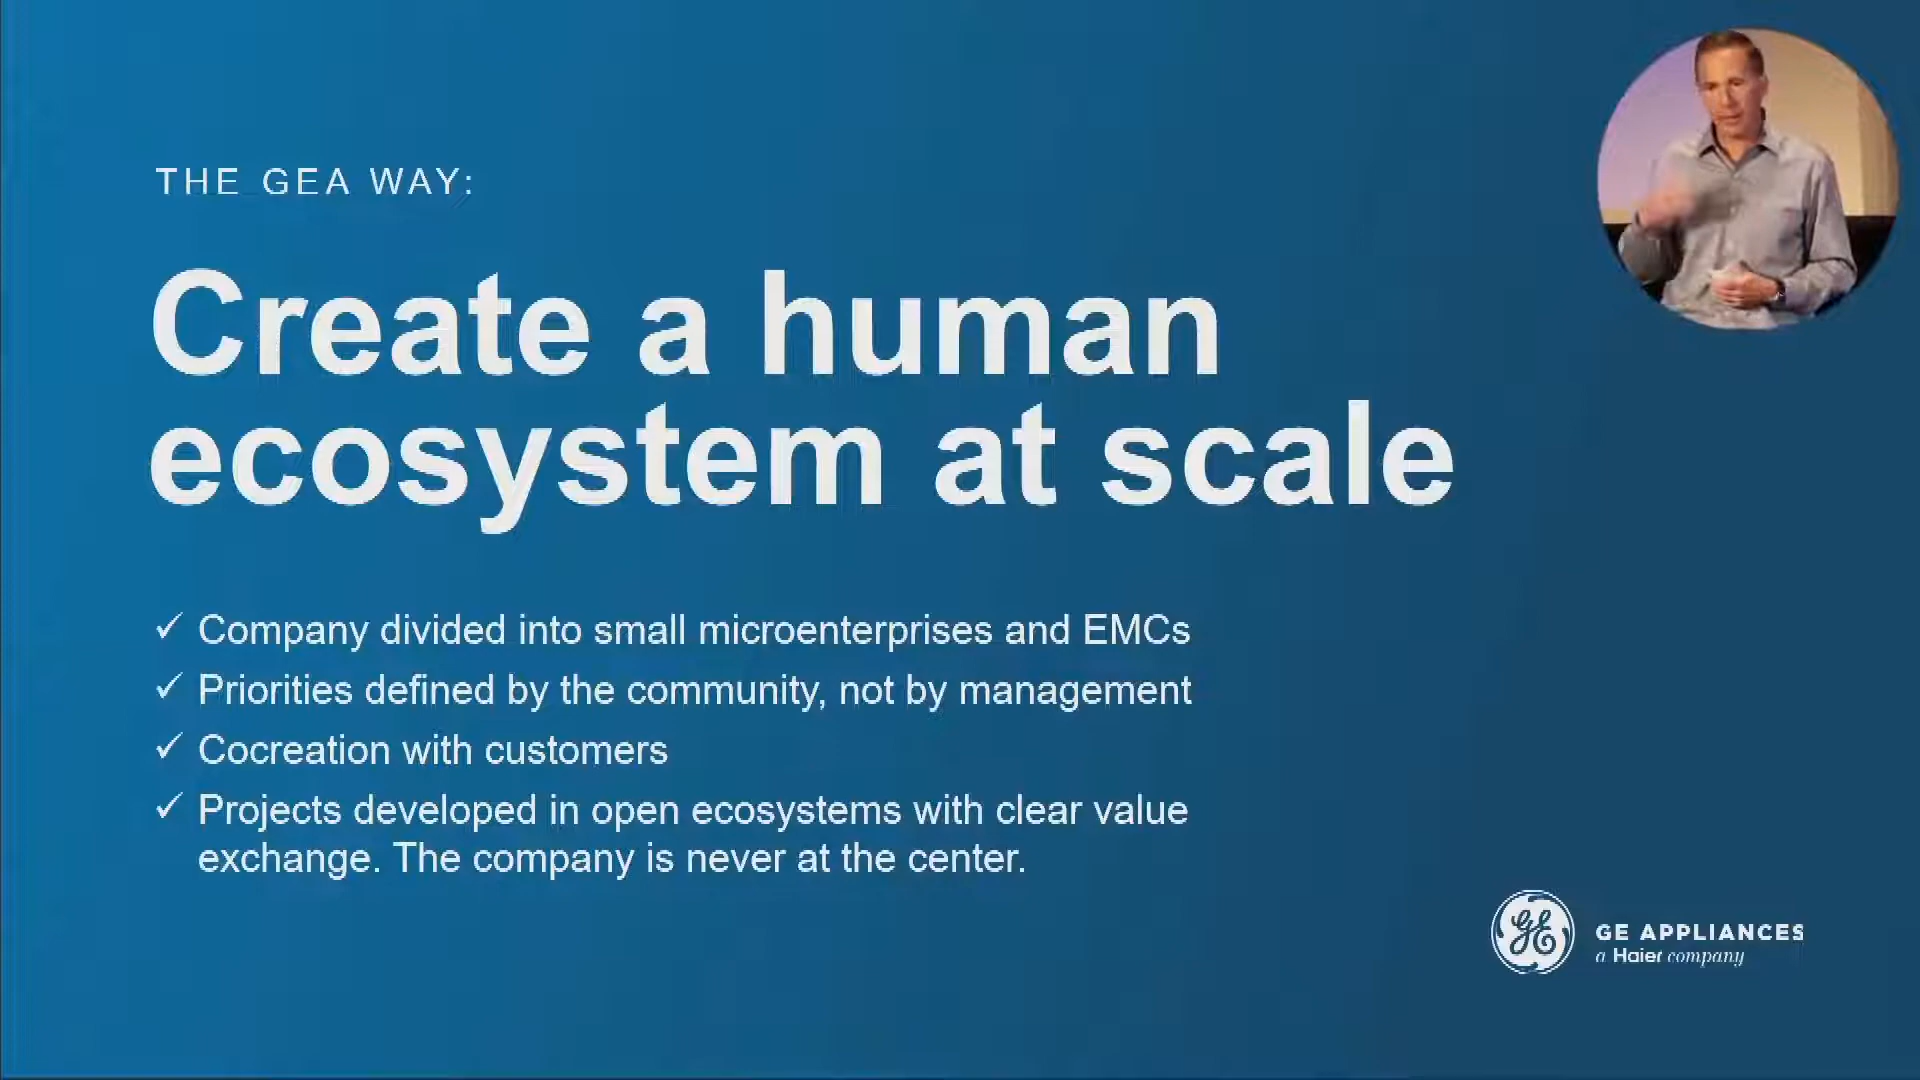 THE GEA WAY:
Create a human
ecosystem at scale
✓ Company divided into small microenterprises and EMCs
✓ Priorities defined by the community, not by management
✓ Cocreation with customers
✓ Projects developed in open ecosystems with clear value
exchange. The company is never at the center.
GE APPLIANCES
a Haier company